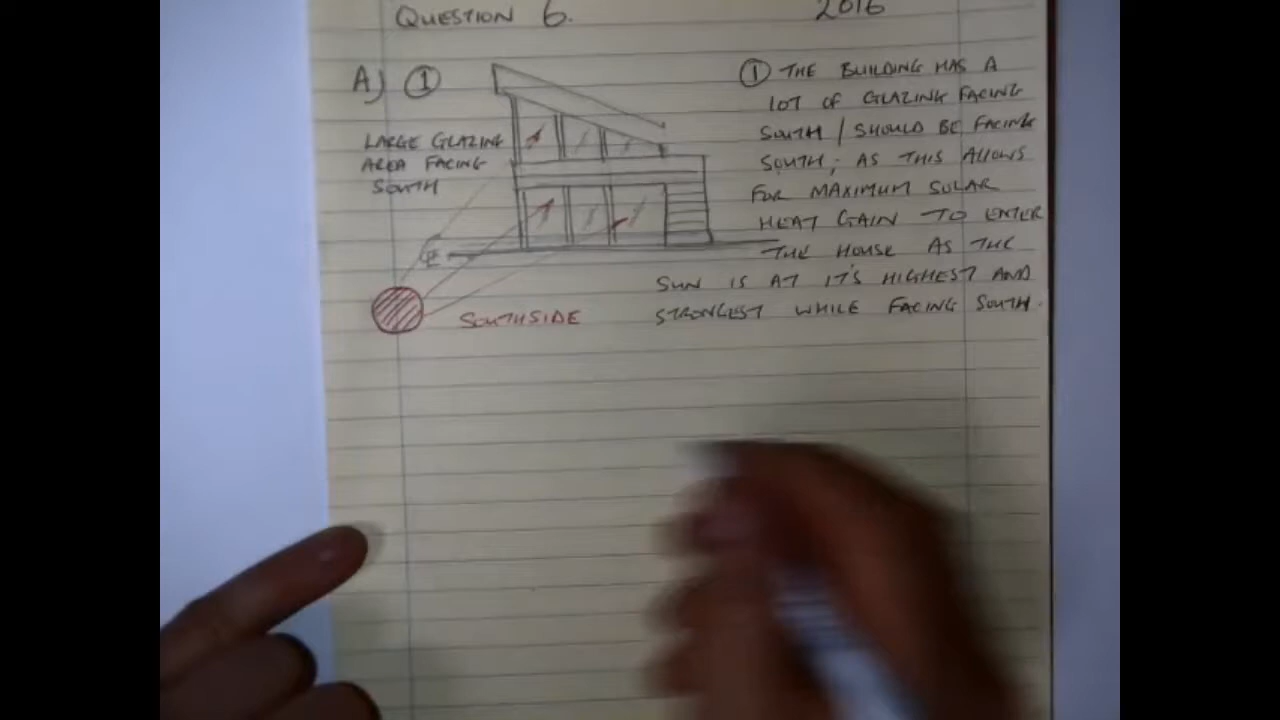 QUESTION 6.
2016
A) ①
LARGE GLAZING
AREA FACING
SOUTH
SOUTHSIDE
① THE BUILDING HAS A
LOT OF GLAZING FACING
SOUTH / SHOULD BE FACING
SOUTH, AS THIS ALLOWS
FOR MAXIMUM SOLAR
HEAT GAIN TO ENTER
THE HOUSE AS THE
SUN IS AT IT'S HIGHEST AND
STRONGEST WHILE FACING SOUTH.